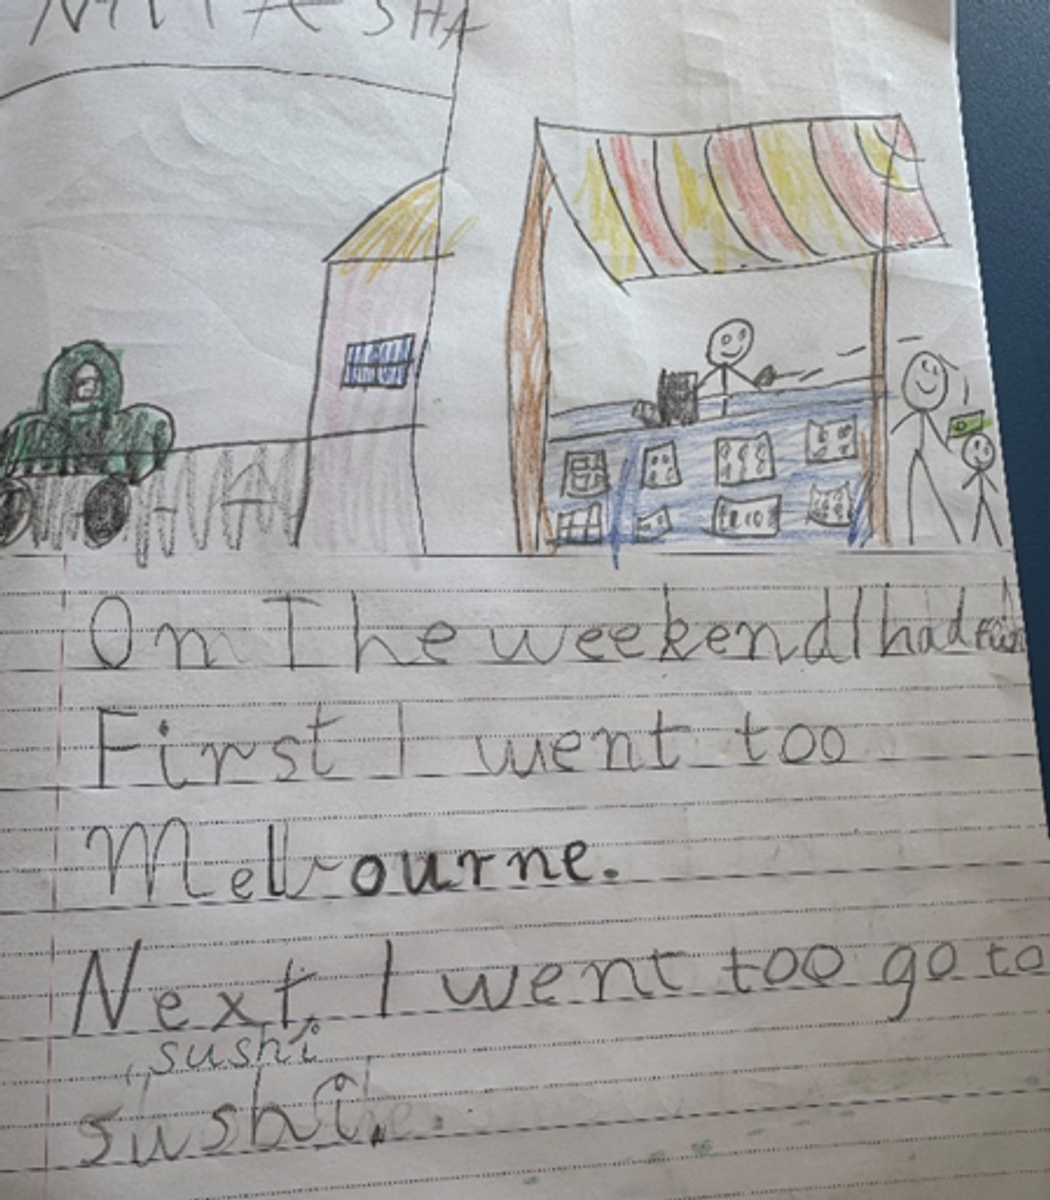 On The weekend I had fun
First I went too
Melbourne.
Next, I went too go to
sushi
sushi.